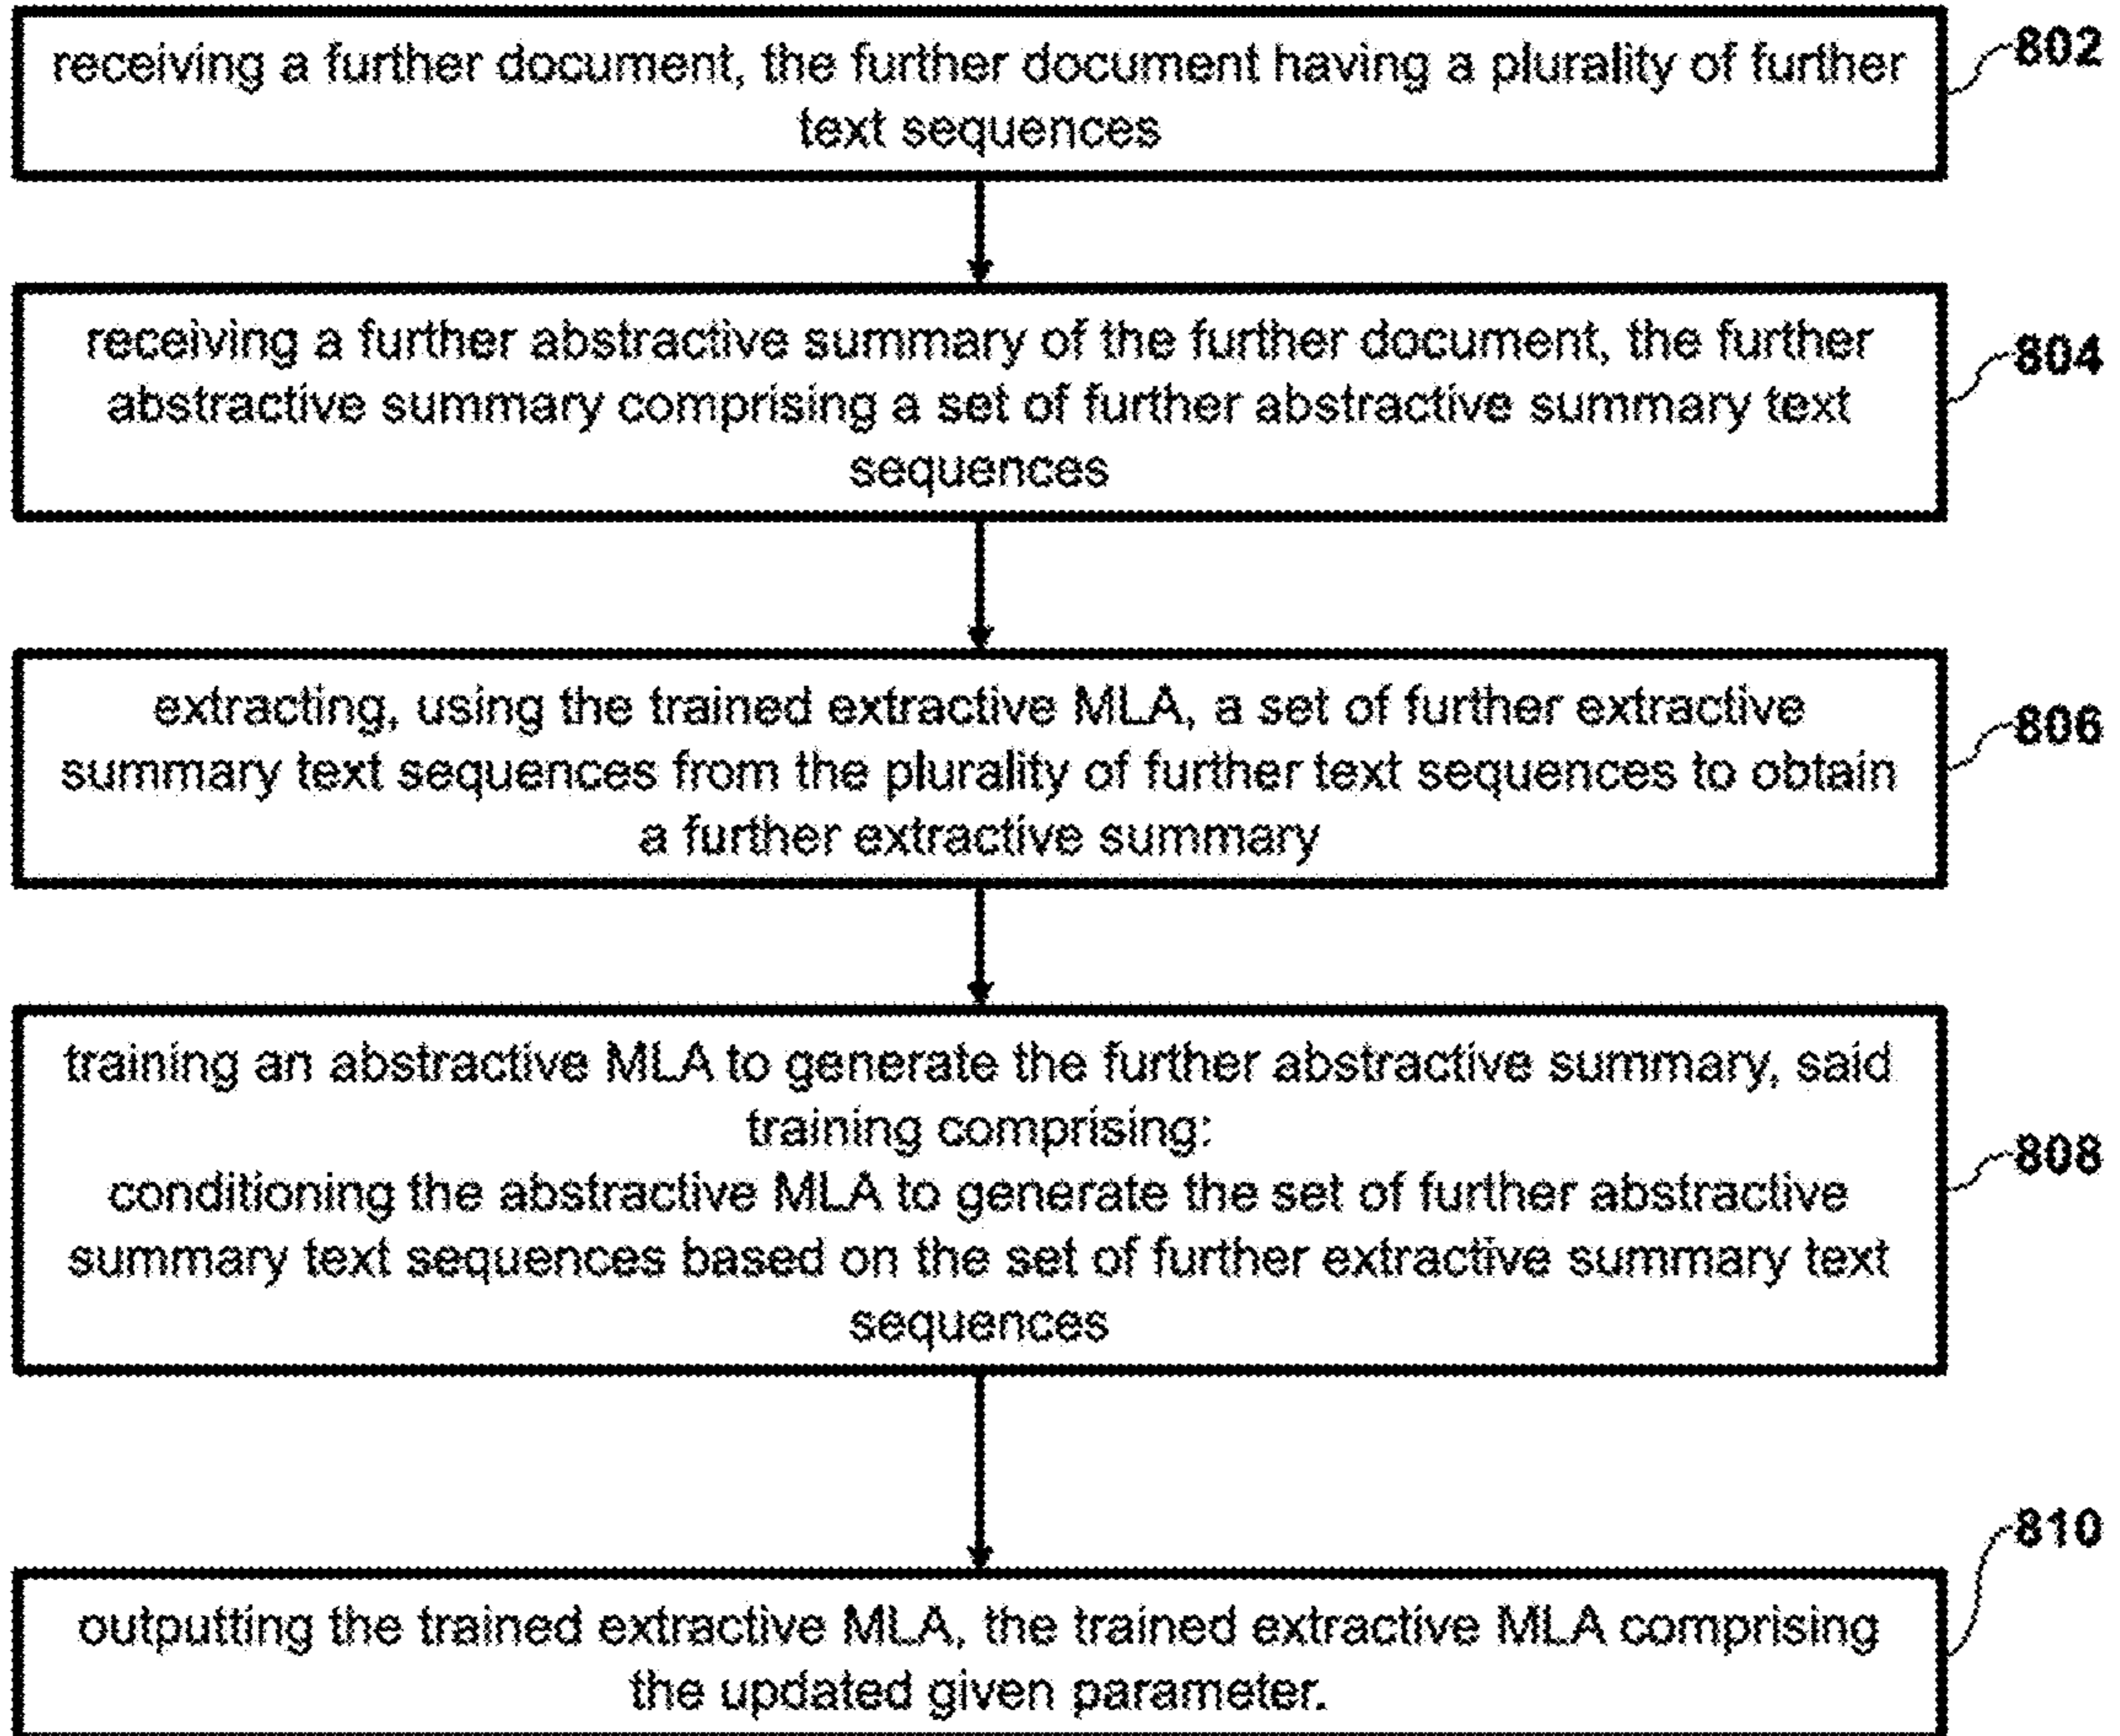 receiving a further document, the further document having a plurality of further
text sequences
802
receiving a further abstractive summary of the further document, the further
abstractive summary comprising a set of further abstractive summary text
sequences
804
extracting, using the trained extractive MLA, a set of further extractive
summary text sequences from the plurality of further text sequences to obtain
a further extractive summary
806
training an abstractive MLA to generate the further abstractive summary, said
training comprising:
conditioning the abstractive MLA to generate the set of further abstractive
summary text sequences based on the set of further extractive summary text
sequences
808
outputting the trained extractive MLA, the trained extractive MLA comprising
the updated given parameter.
810